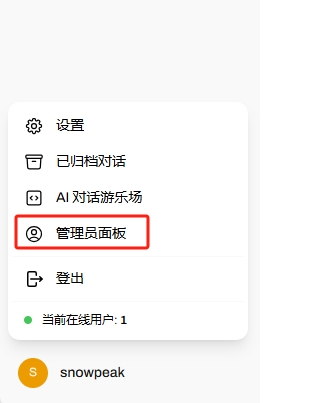 设置
已归档对话
AI 对话游乐场
管理员面板
登出
当前在线用户: 1
S snowpeak